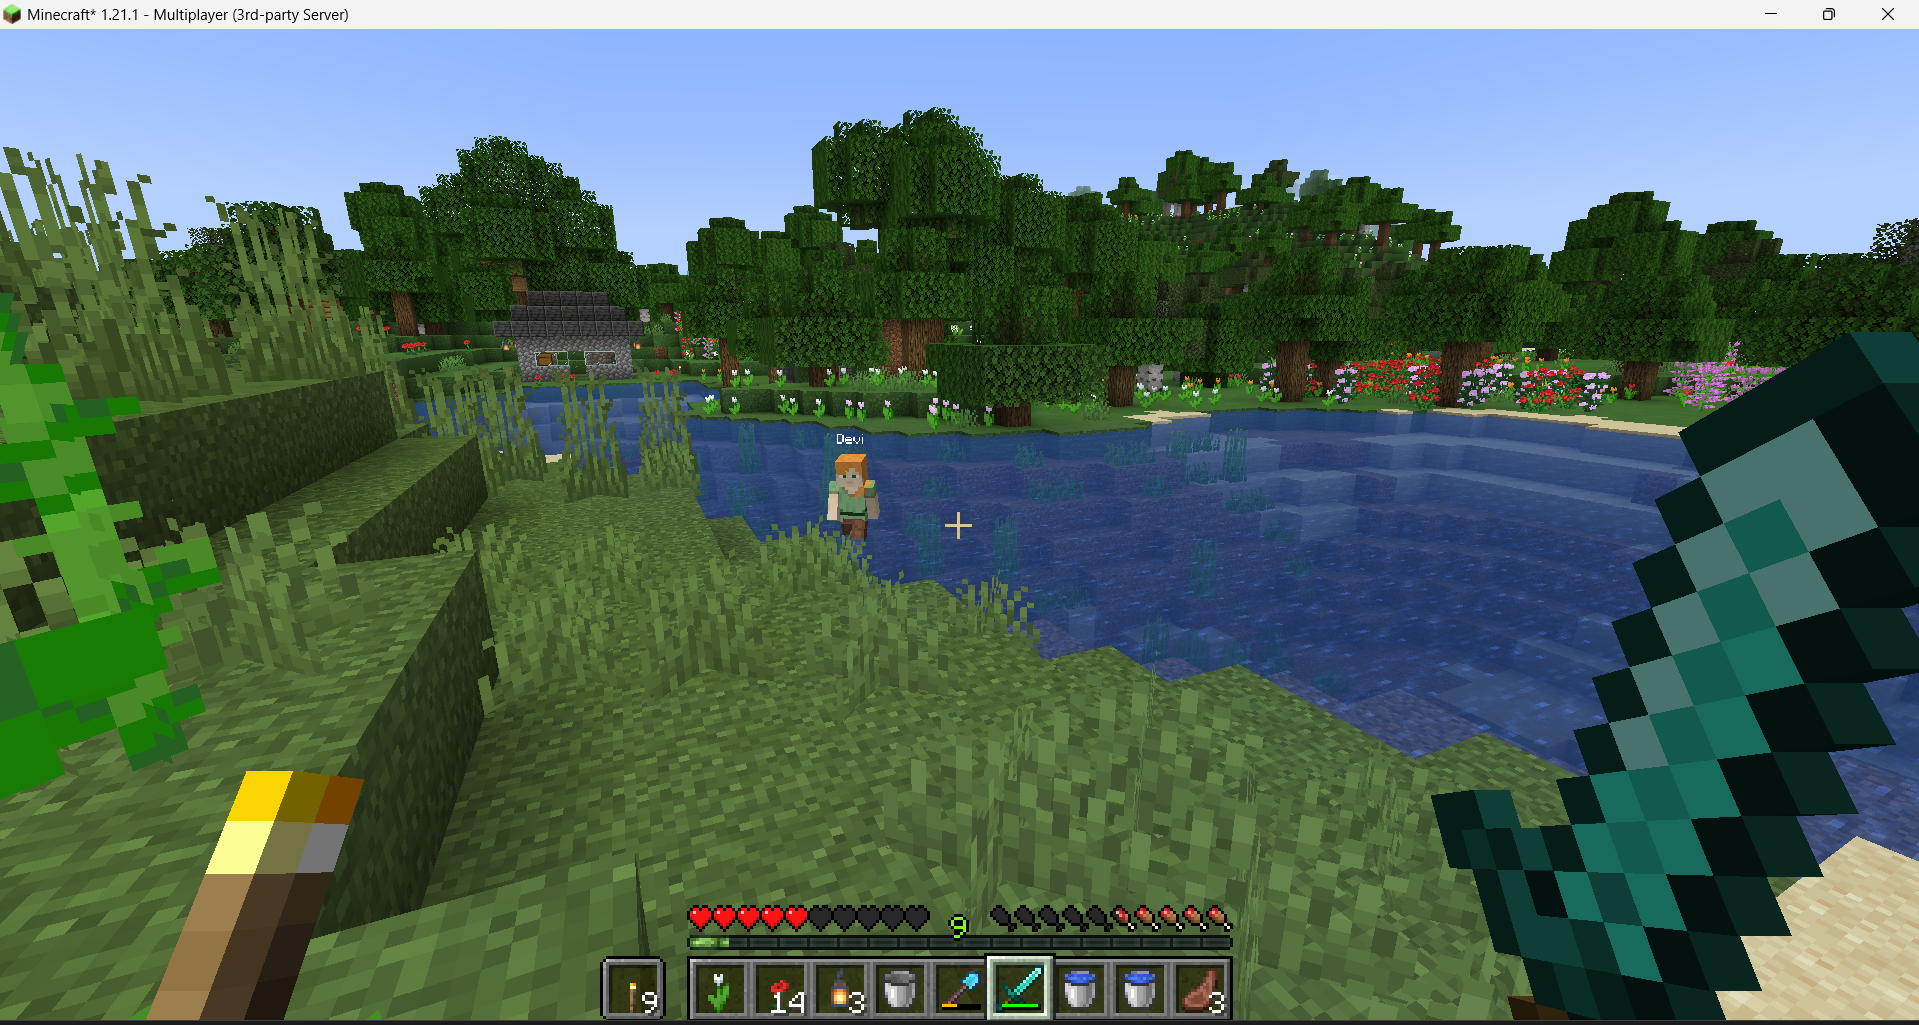 Minecraft* 1.21.1 - Multiplayer (3rd-party Server)
Devi
9
9 14 3 3